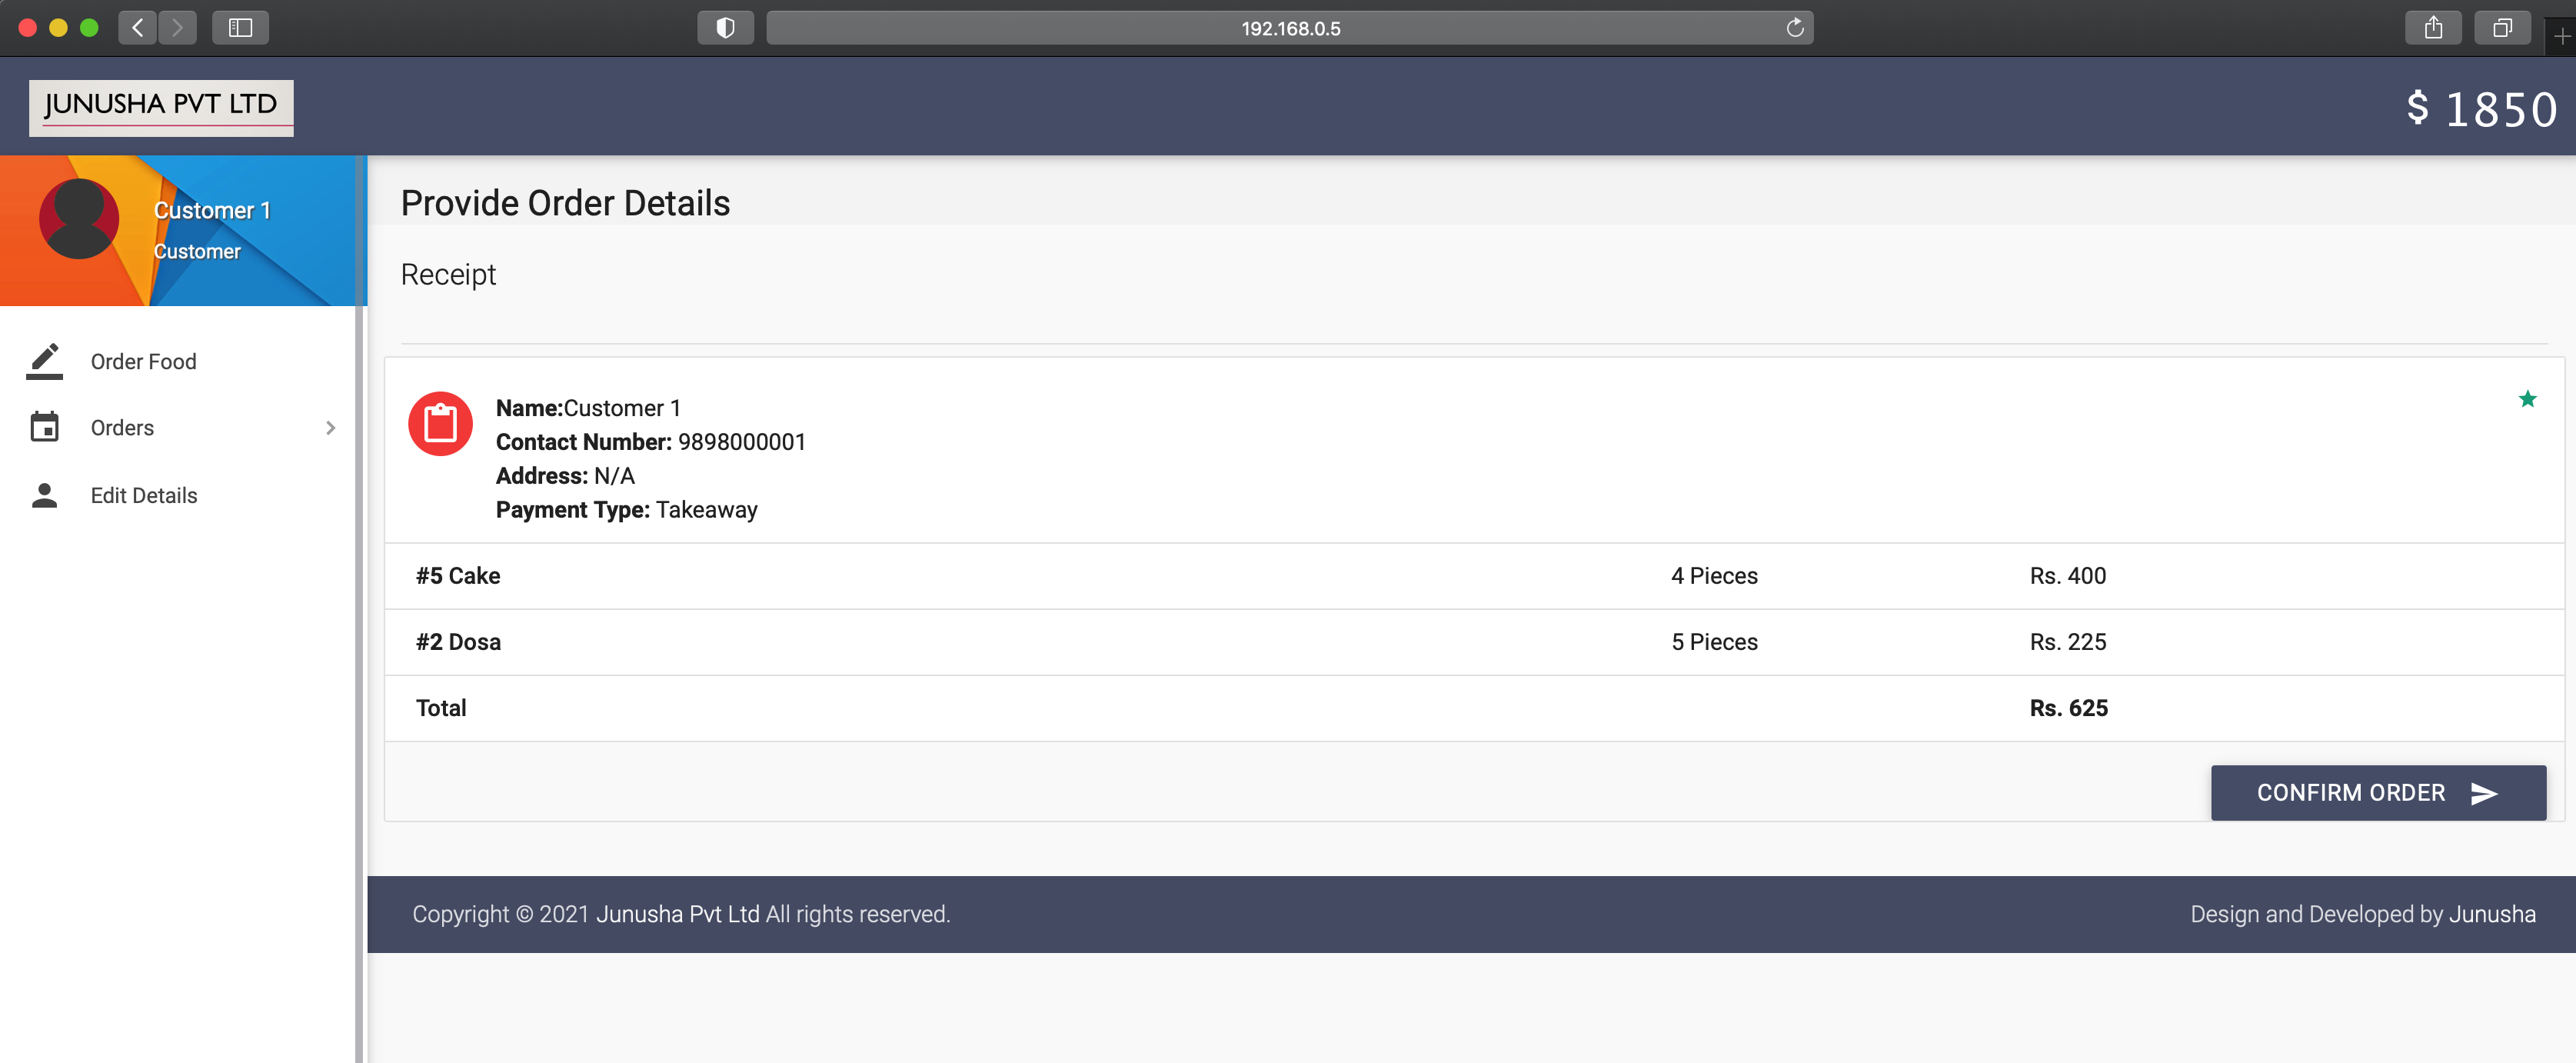 192.168.0.5
JUNUSHA PVT LTD
$ 1850
Customer 1
Customer
Order Food
Orders
Edit Details
Provide Order Details
Receipt
Name:Customer 1
Contact Number: 9898000001
Address: N/A
Payment Type: Takeaway
#5 Cake 4 Pieces Rs. 400
#2 Dosa 5 Pieces Rs. 225
Total Rs. 625
CONFIRM ORDER
Copyright © 2021 Junusha Pvt Ltd All rights reserved.
Design and Developed by Junusha